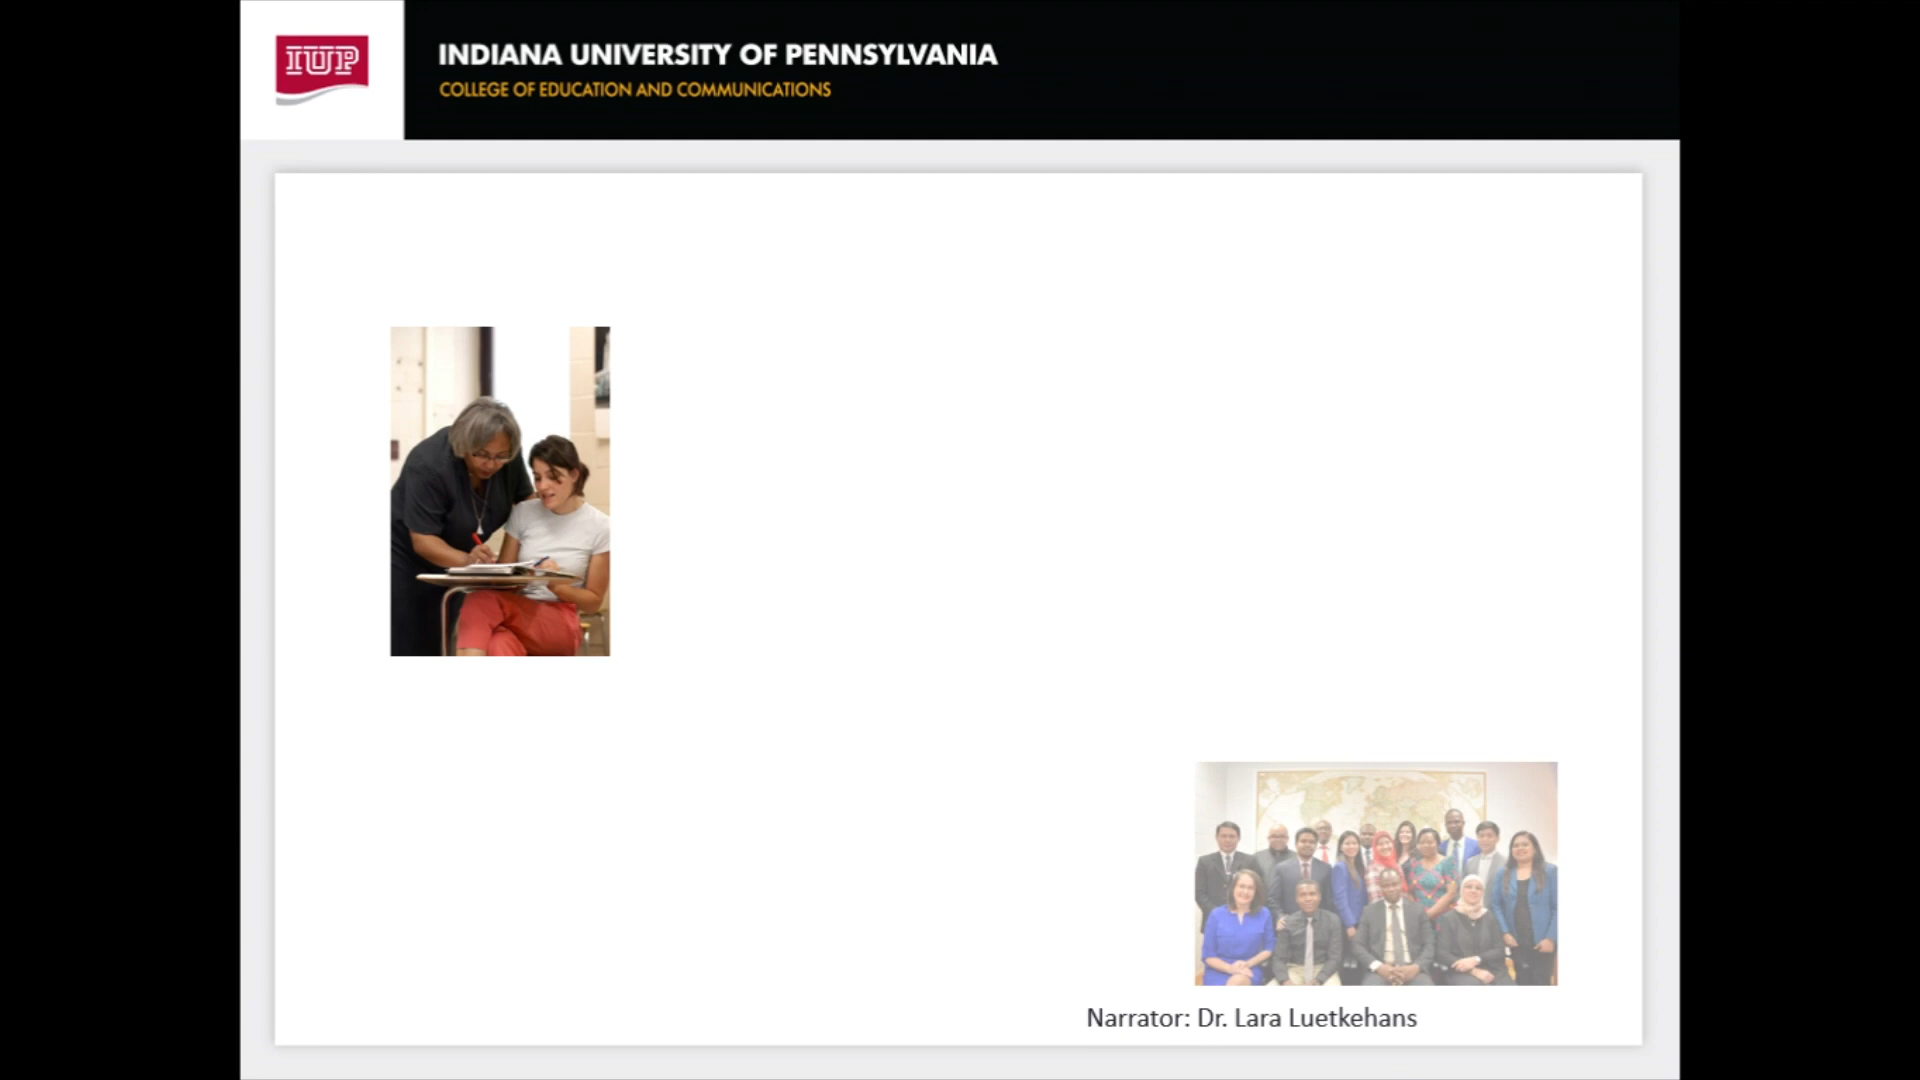 IUP
INDIANA UNIVERSITY OF PENNSYLVANIA
COLLEGE OF EDUCATION AND COMMUNICATIONS
Narrator: Dr. Lara Luetkehans